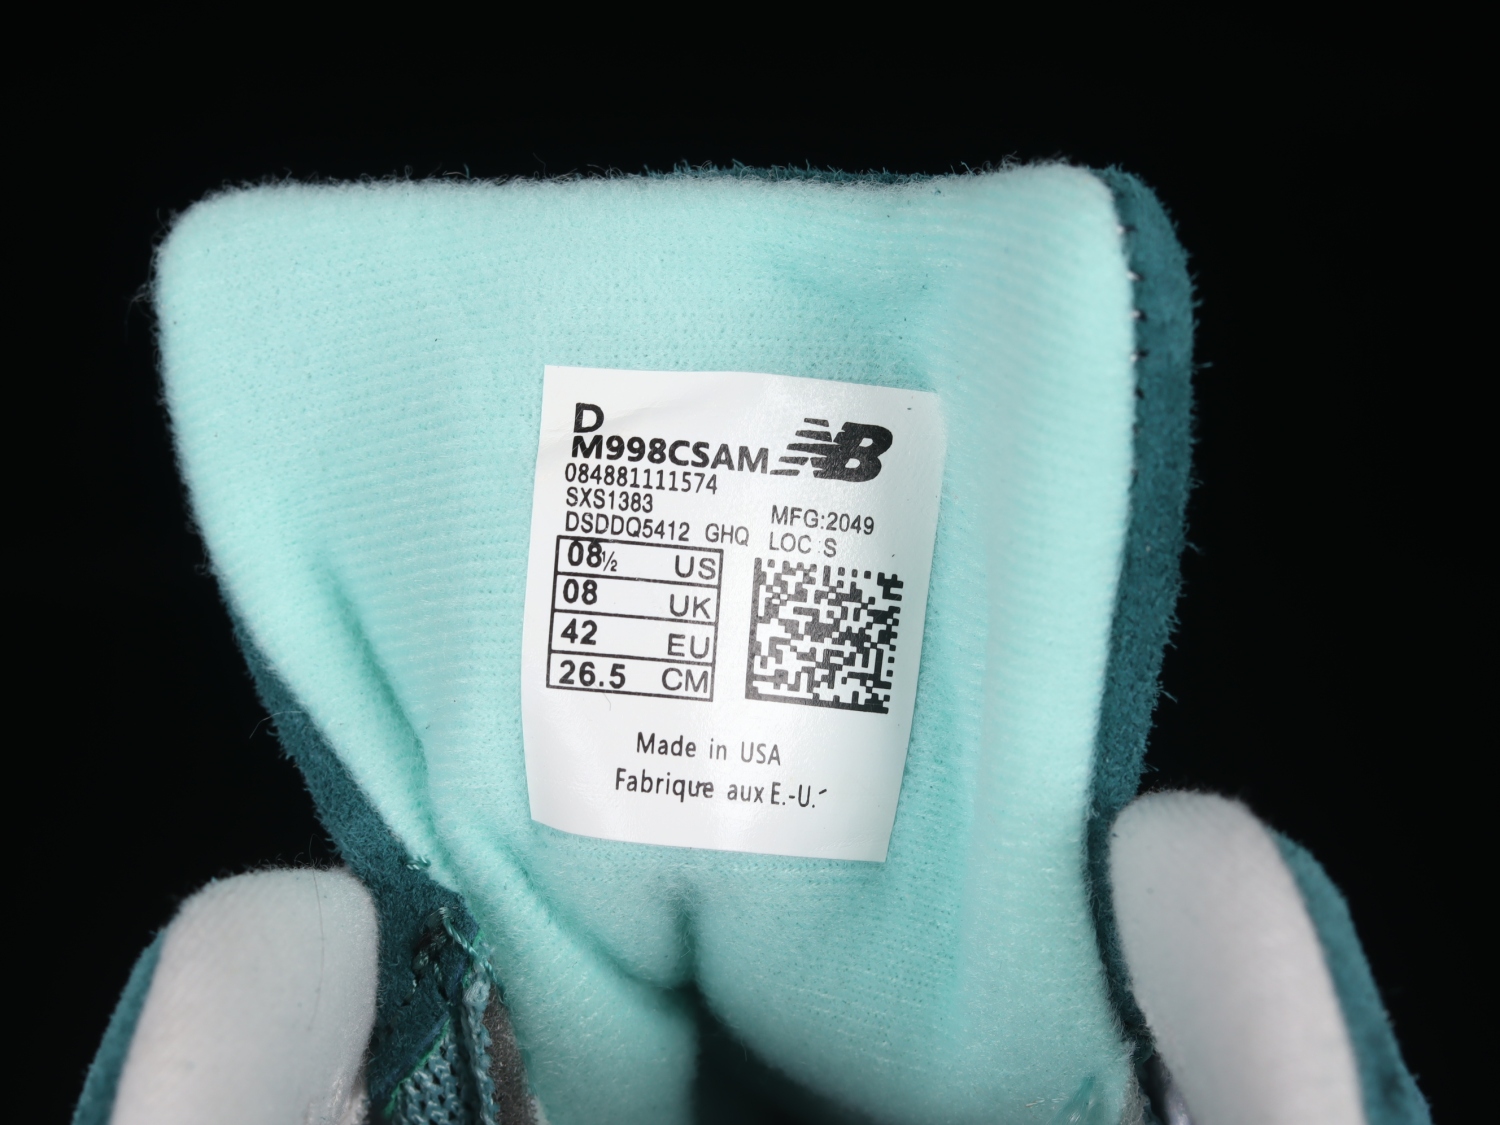 D
M998CSAM NB
084881111574
SXS1383
DSDDQ5412 GHQ
MFG:2049
LOC S
08½ US
08 UK
42 EU
26.5 CM
Made in USA
Fabrique aux E.-U.